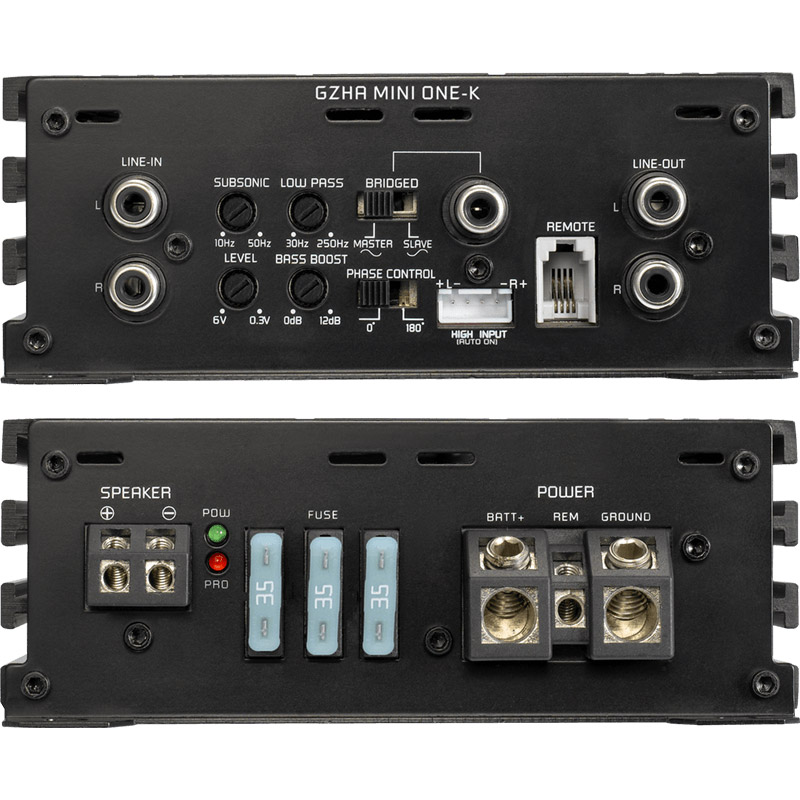 GZHA MINI ONE-K
LINE-IN
LINE-OUT
SUBSONIC LOW PASS BRIDGED
L
L
REMOTE
10Hz 50Hz 30Hz 250Hz MASTER SLAVE
LEVEL BASS BOOST
PHASE CONTROL
+L- -R+
R
R
6V 0.3V 0dB 12dB 0° 180°
HIGH INPUT
(AUTO ON)
SPEAKER
+ -
POW
FUSE
POWER
BATT+ REM GROUND
PRO
35 35 35